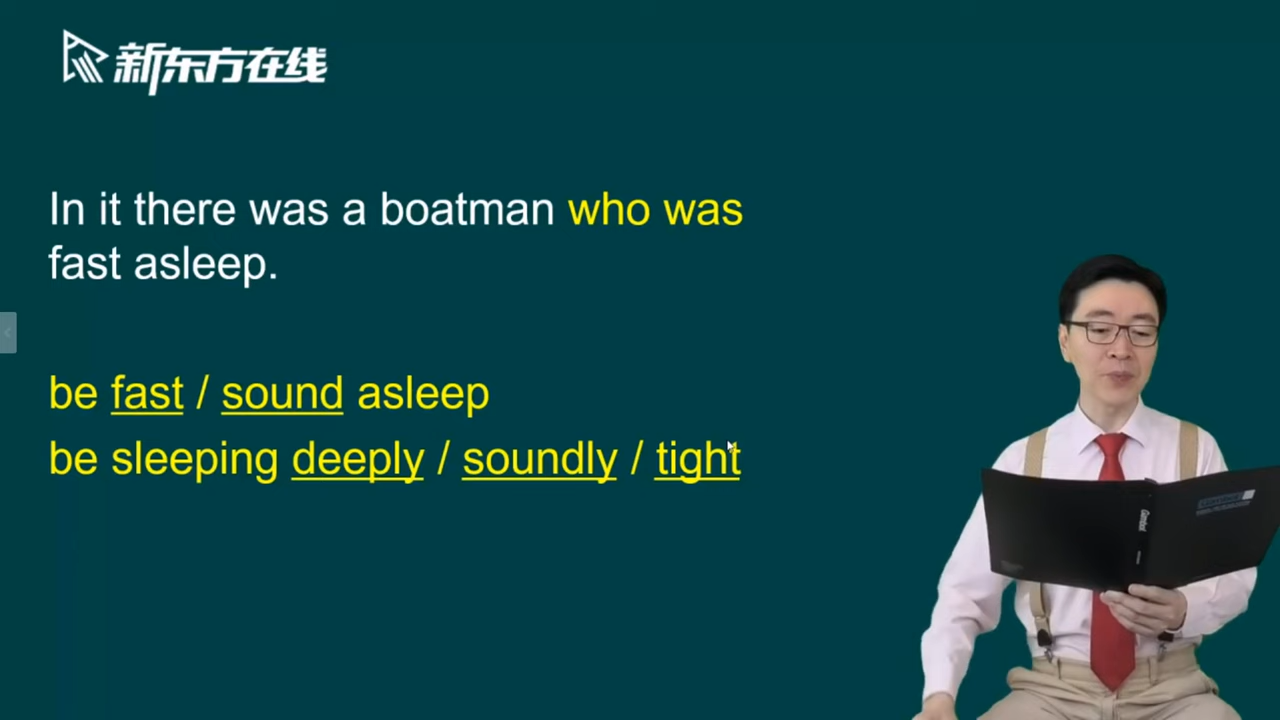 新东方在线
In it there was a boatman who was
fast asleep.
be fast / sound asleep
be sleeping deeply / soundly / tight